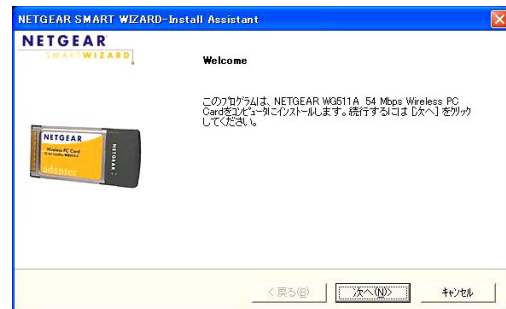 NETGEAR SMART WIZARD-Install Assistant
NETGEAR
SMARTWIZARD
Welcome
このプログラムは、NETGEAR WG511A 54 Mbps Wireless PC
Cardをコンピュータにインストールします。続行するには [次へ] をクリック
してください。
NETGEAR
Wireless PC Card
NETGEAR
adapter
< 戻る(B)
次へ(N)>
キャンセル